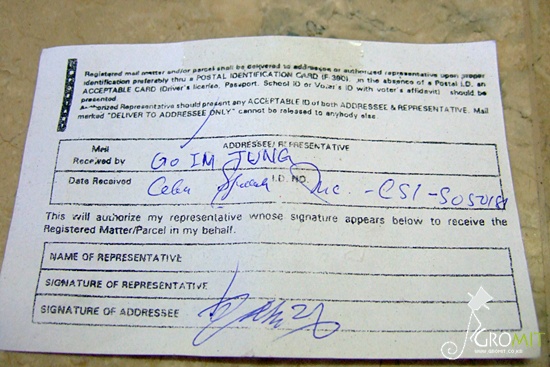 Registered mail matter and/or parcel shall be delivered to addressee or authorized representative upon proper
identification preferably thru a POSTAL IDENTIFICATION CARD (F-380). In the absence of a Postal I.D. an
ACCEPTABLE CARD (Driver's license, Passport, School ID or Voter's ID with voter's affidavit) should be
presented.
Authorized Representative should present any ACCEPTABLE ID of both ADDRESSEE & REPRESENTATIVE. Mail
marked "DELIVER TO ADDRESSEE ONLY" cannot be released to anybody else.
ADDRESSEE/REPRESENTATIVE
Mail
Received by GO IM JUNG
I.D. NO.
Date Received Cebu Inc. -CSI-
This will authorize my representative whose signature appears below to receive the
Registered Matter/Parcel in my behalf.
NAME OF REPRESENTATIVE
SIGNATURE OF REPRESENTATIVE
SIGNATURE OF ADDRESSEE
GROMIT